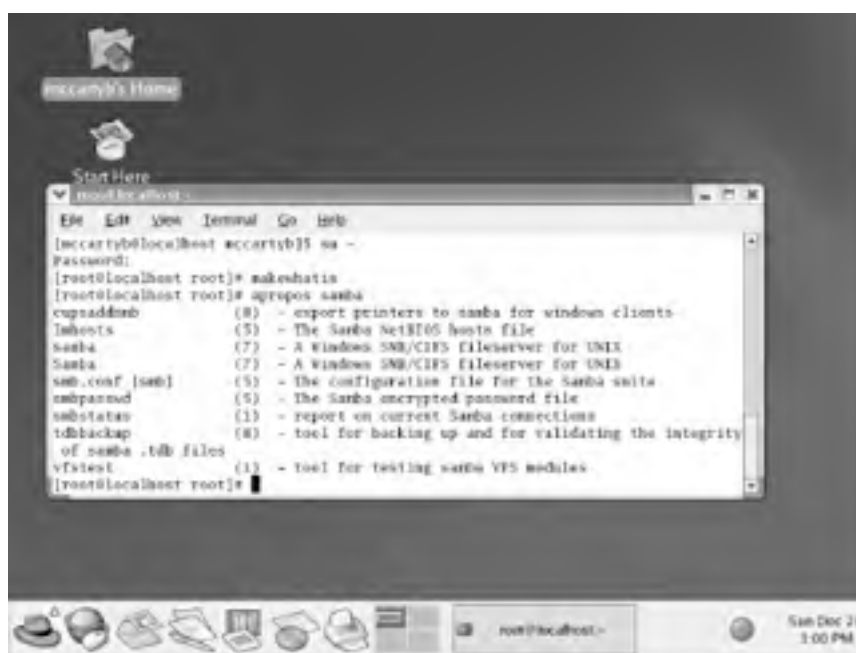 mccartyb's Home
Start Here
root@localhost:~
File Edit View Terminal Go Help
[mccartyb@localhost mccartyb]$ su -
Password:
[root@localhost root]# makewhatis
[root@localhost root]# apropos samba
cupsaddsmb (8) - export printers to samba for windows clients
lmhosts (5) - The Samba NetBIOS hosts file
samba (7) - A Windows SMB/CIFS fileserver for UNIX
Samba (7) - A Windows SMB/CIFS fileserver for UNIX
smb.conf [smb] (5) - The configuration file for the Samba suite
smbpasswd (5) - The Samba encrypted password file
smbstatus (1) - report on current Samba connections
tdbbackup (8) - tool for backing up and for validating the integrity
of samba .tdb files
vfstest (1) - tool for testing samba VFS modules
[root@localhost root]#
root@localhost:~
Sun Dec
3:00 PM